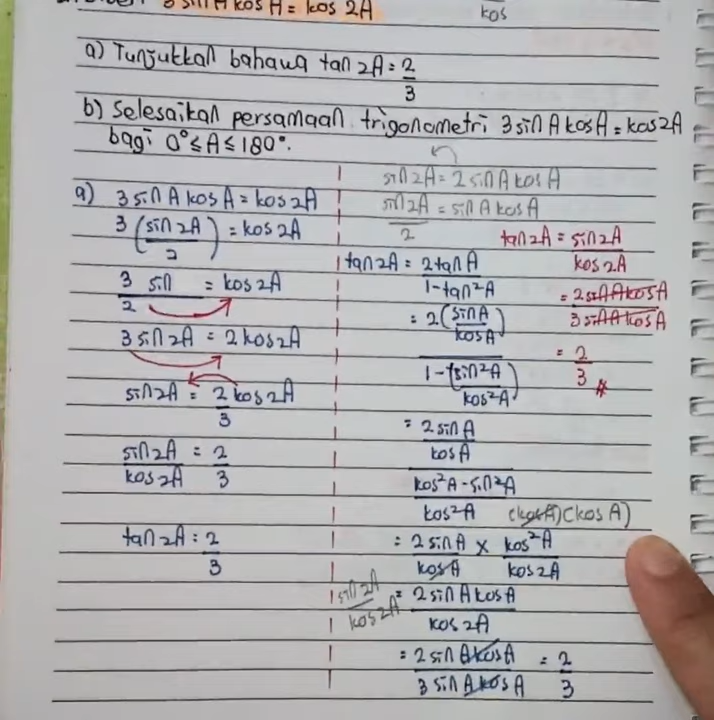 3 sin A kos A = kos 2A
kos
a) Tunjukkan bahawa tan 2A = 2/3
b) Selesaikan persamaan trigonometri 3 sin A kos A = kos 2A
bagi 0° ≤ A ≤ 180°.
a) 3 sin A kos A = kos 2A
3 (sin 2A / 2) = kos 2A
3 sin / 2 = kos 2A
3 sin 2A = 2 kos 2A
sin 2A = 2/3 kos 2A
sin 2A / kos 2A = 2/3
tan 2A = 2/3
sin 2A = 2 sin A kos A
sin 2A / 2 = sin A kos A
tan 2A = 2 tan A / 1 - tan² A
= 2 (sin A / kos A) / 1 - (sin² A / kos² A)
= 2 sin A / kos A
kos² A - sin² A / kos² A
(kos A)(kos A)
= 2 sin A / kos A × kos² A / kos 2A
sin 2A / kos 2A = 2 sin A kos A / kos 2A
= 2 sin A kos A / 3 sin A kos A = 2/3
tan 2A = sin 2A / kos 2A
= 2 sin A kos A / 3 sin A kos A
= 2/3 #